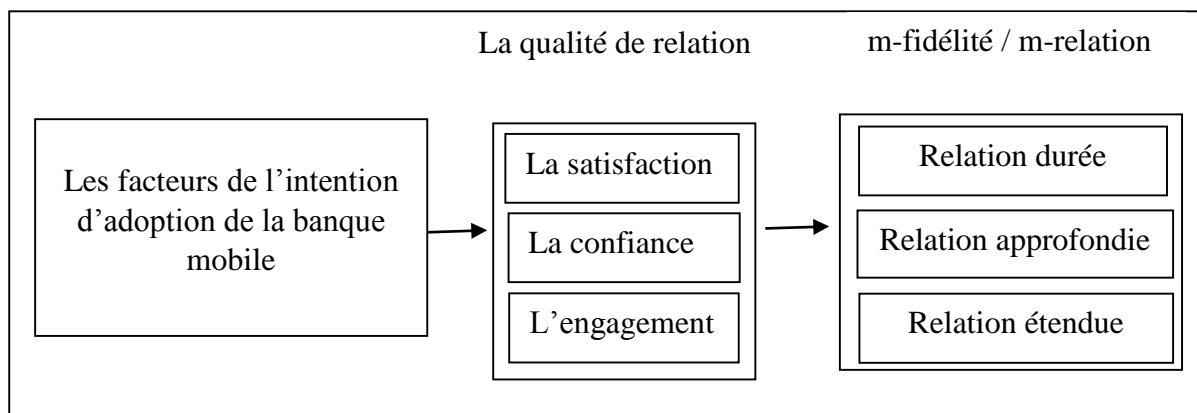 La qualité de relation
m-fidélité / m-relation
Les facteurs de l’intention
d’adoption de la banque
mobile
La satisfaction
La confiance
L’engagement
Relation durée
Relation approfondie
Relation étendue